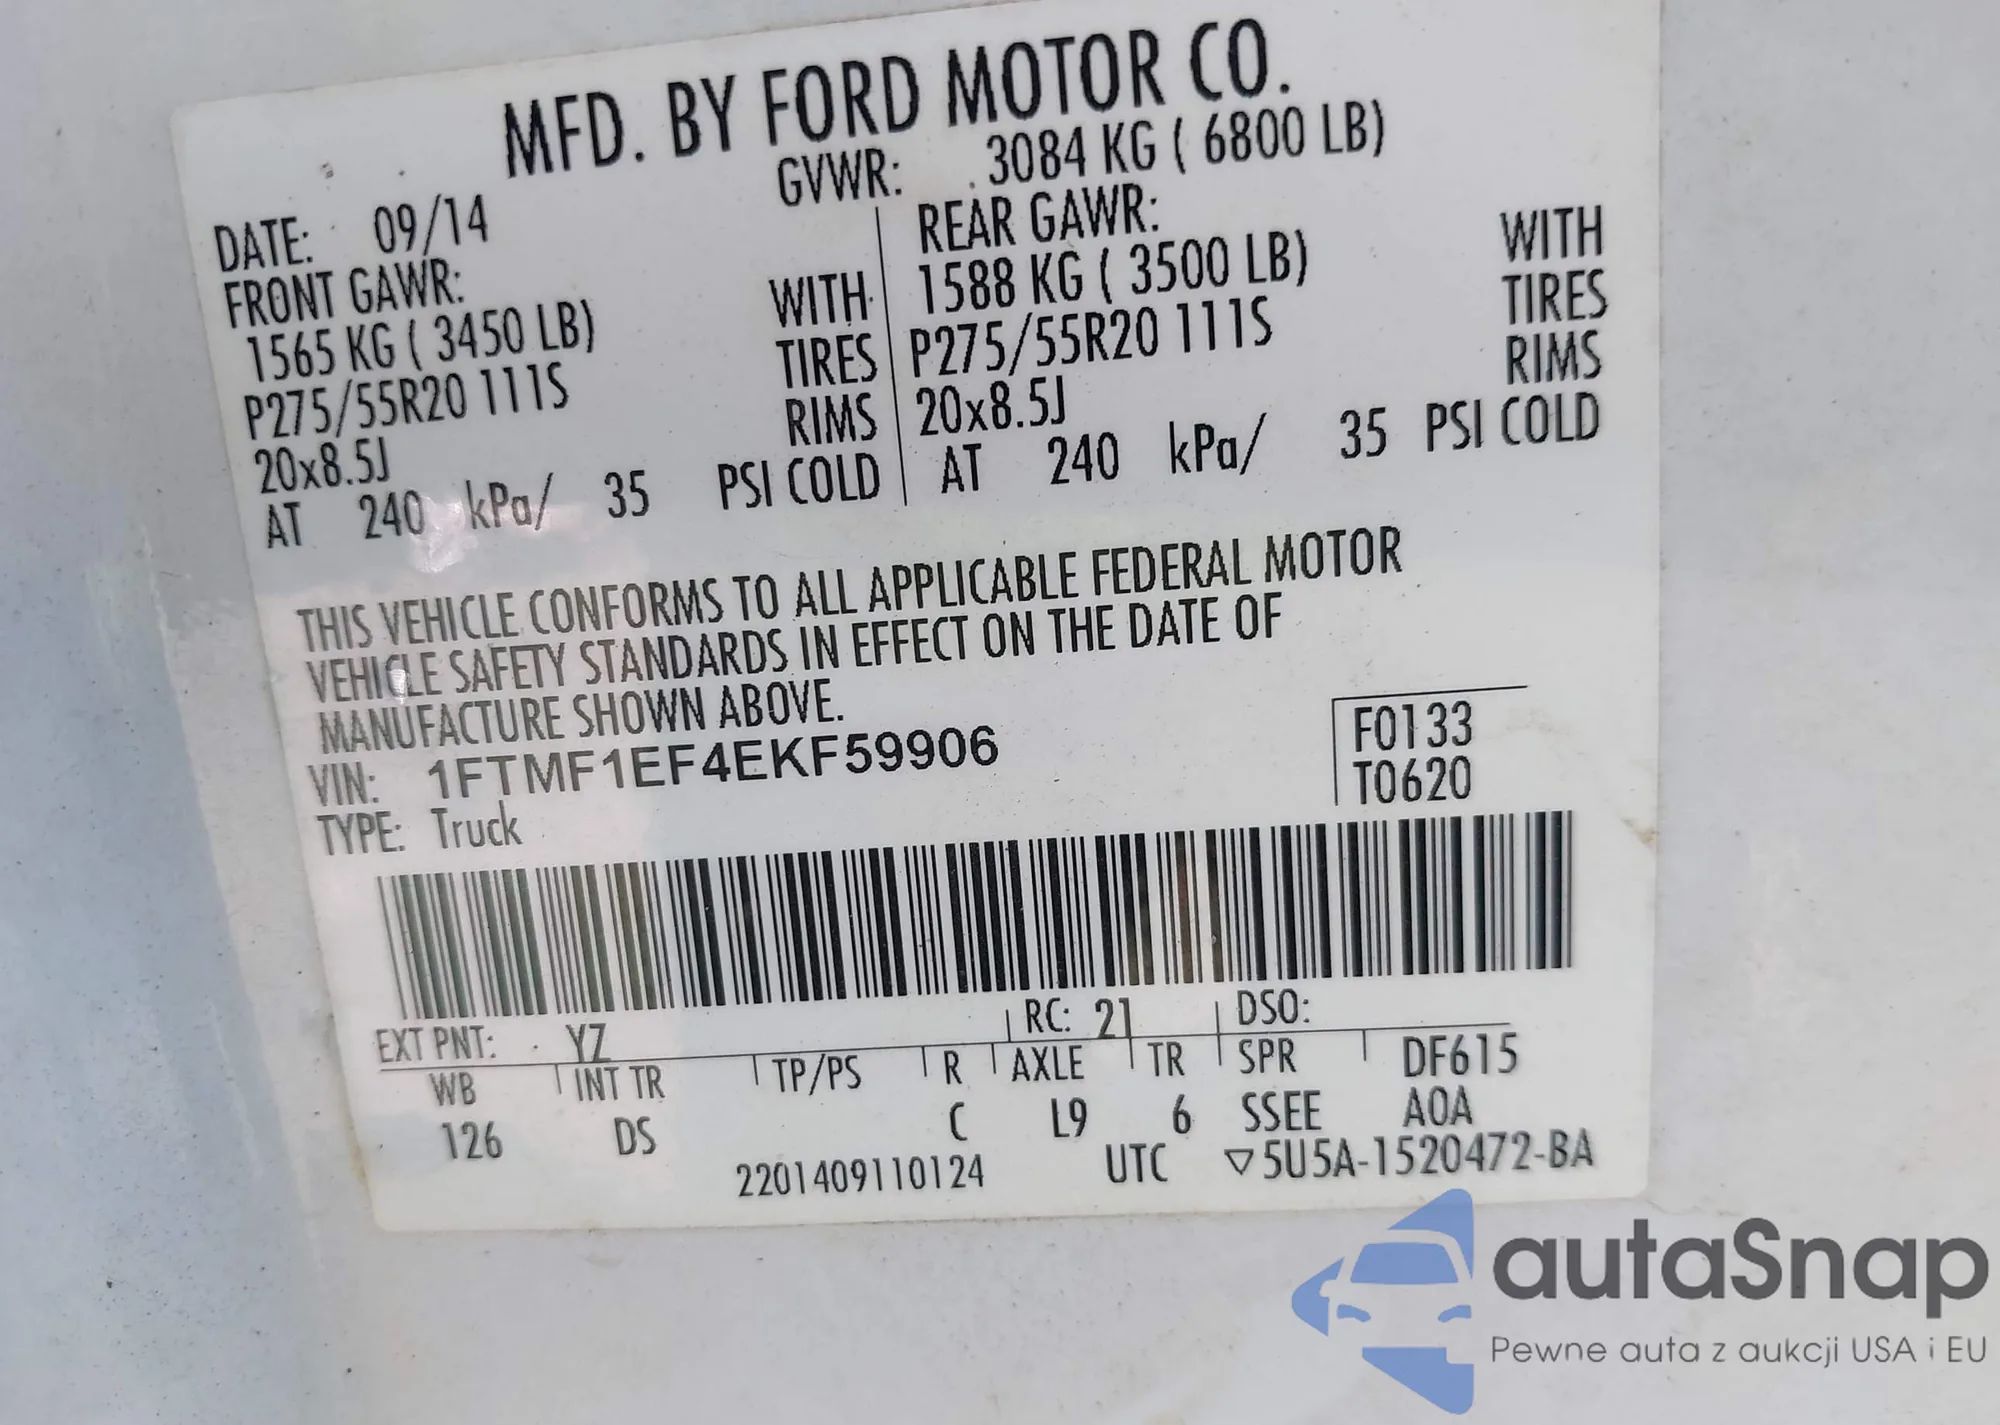 MFD. BY FORD MOTOR CO.
DATE: 09/14 GVWR: 3084 KG ( 6800 LB)
FRONT GAWR: REAR GAWR:
1565 KG ( 3450 LB) WITH 1588 KG ( 3500 LB) WITH
P275/55R20 111S TIRES P275/55R20 111S TIRES
20x8.5J RIMS 20x8.5J RIMS
AT 240 kPa/ 35 PSI COLD AT 240 kPa/ 35 PSI COLD
THIS VEHICLE CONFORMS TO ALL APPLICABLE FEDERAL MOTOR
VEHICLE SAFETY STANDARDS IN EFFECT ON THE DATE OF
MANUFACTURE SHOWN ABOVE.
VIN: 1FTMF1EF4EKF59906 F0133
TYPE: Truck T0620
EXT PNT: YZ RC: 21 DSO:
WB INT TR TP/PS R AXLE TR SPR DF615
126 DS C L9 6 SSEE A0A
2201409110124 UTC ▽5U5A-1520472-BA
autaSnap
Pewne auta z aukcji USA i EU